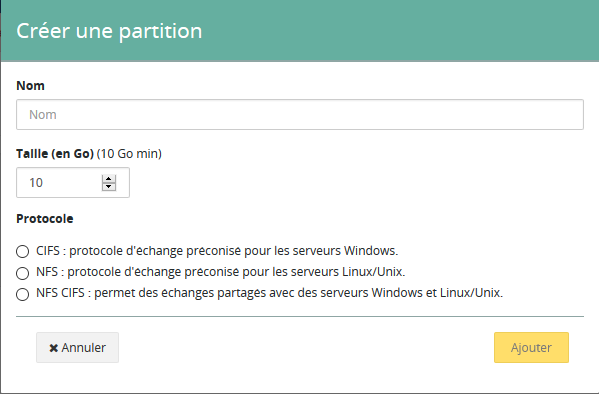 Créer une partition
Nom
Nom
Taille (en Go) (10 Go min)
10
Protocole
CIFS : protocole d'échange préconisé pour les serveurs Windows.
NFS : protocole d'échange préconisé pour les serveurs Linux/Unix.
NFS CIFS : permet des échanges partagés avec des serveurs Windows et Linux/Unix.
✖ Annuler
Ajouter